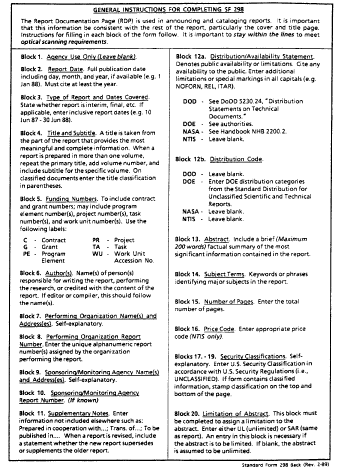 GENERAL INSTRUCTIONS FOR COMPLETING SF 298
The Report Documentation Page (RDP) is used in announcing and cataloging reports. It is important
that this information be consistent with the rest of the report, particularly the cover and title page.
Instructions for filling in each block of the form follow. It is important to stay within the lines to meet
optical scanning requirements.
Block 1. Agency Use Only (Leave blank).
Block 2. Report Date. Full publication date
including day, month, and year, if available (e.g. 1
Jan 88). Must cite at least the year.
Block 3. Type of Report and Dates Covered.
State whether report is interim, final, etc. If
applicable, enter inclusive report dates (e.g. 10
Jun 87 - 30 Jun 88).
Block 4. Title and Subtitle. A title is taken from
the part of the report that provides the most
meaningful and complete information. When a
report is prepared in more than one volume,
repeat the primary title, add volume number, and
include subtitle for the specific volume. On
classified documents enter the title classification
in parentheses.
Block 5. Funding Numbers. To include contract
and grant numbers; may include program
element number(s), project number(s), task
number(s), and work unit number(s). Use the
following labels:
C - Contract PR - Project
G - Grant TA - Task
PE - Program WU - Work Unit
Element Accession No.
Block 6. Author(s). Name(s) of person(s)
responsible for writing the report, performing
the research, or credited with the content of the
report. If editor or compiler, this should follow
the name(s).
Block 7. Performing Organization Name(s) and
Address(es). Self-explanatory.
Block 8. Performing Organization Report
Number. Enter the unique alphanumeric report
number(s) assigned by the organization
performing the report.
Block 9. Sponsoring/Monitoring Agency Name(s)
and Address(es). Self-explanatory.
Block 10. Sponsoring/Monitoring Agency
Report Number. (If known)
Block 11. Supplementary Notes. Enter
information not included elsewhere such as:
Prepared in cooperation with...; Trans. of...; To be
published in.... When a report is revised, include
a statement whether the new report supersedes
or supplements the older report.
Block 12a. Distribution/Availability Statement.
Denotes public availability or limitations. Cite any
availability to the public. Enter additional
limitations or special markings in all capitals (e.g.
NOFORN, REL, ITAR).
DOD - See DoDD 5230.24, "Distribution
Statements on Technical
Documents."
DOE - See authorities.
NASA - See Handbook NHB 2200.2.
NTIS - Leave blank.
Block 12b. Distribution Code.
DOD - Leave blank.
DOE - Enter DOE distribution categories
from the Standard Distribution for
Unclassified Scientific and Technical
Reports.
NASA - Leave blank.
NTIS - Leave blank.
Block 13. Abstract. Include a brief (Maximum
200 words) factual summary of the most
significant information contained in the report.
Block 14. Subject Terms. Keywords or phrases
identifying major subjects in the report.
Block 15. Number of Pages. Enter the total
number of pages.
Block 16. Price Code. Enter appropriate price
code (NTIS only).
Blocks 17. - 19. Security Classifications. Self-
explanatory. Enter U.S. Security Classification in
accordance with U.S. Security Regulations (i.e.,
UNCLASSIFIED). If form contains classified
information, stamp classification on the top and
bottom of the page.
Block 20. Limitation of Abstract. This block must
be completed to assign a limitation to the
abstract. Enter either UL (unlimited) or SAR (same
as report). An entry in this block is necessary if
the abstract is to be limited. If blank, the abstract
is assumed to be unlimited.
Standard Form 298 Back (Rev. 2-89)